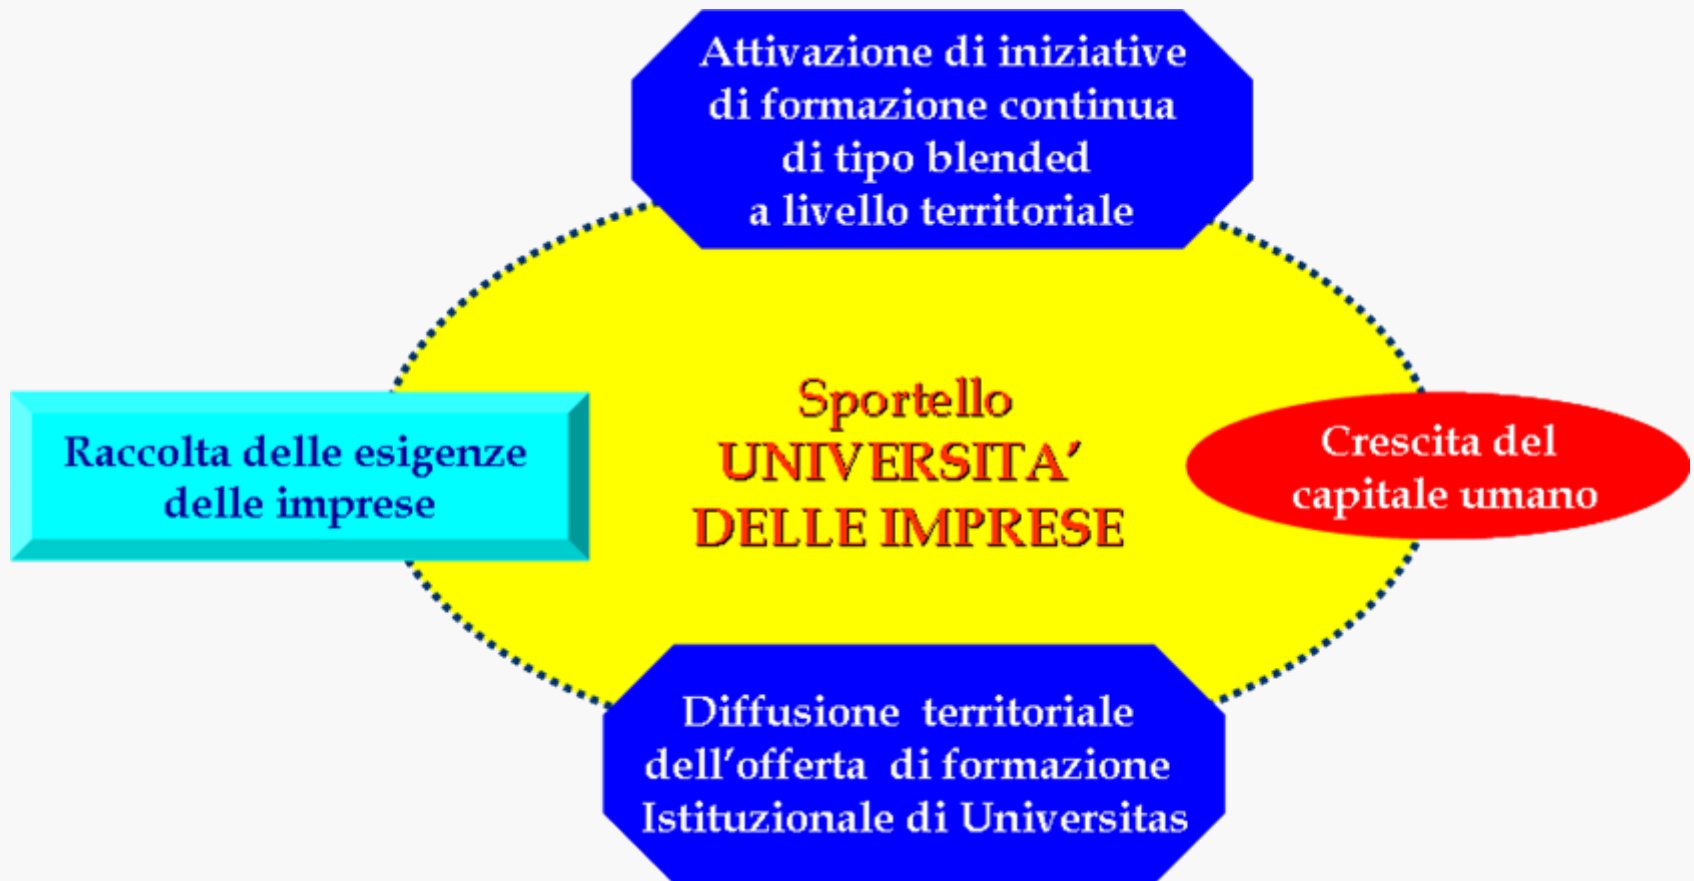 Attivazione di iniziative
di formazione continua
di tipo blended
a livello territoriale
Raccolta delle esigenze
delle imprese
Sportello
UNIVERSITA’
DELLE IMPRESE
Crescita del
capitale umano
Diffusione territoriale
dell’offerta di formazione
Istituzionale di Universitas